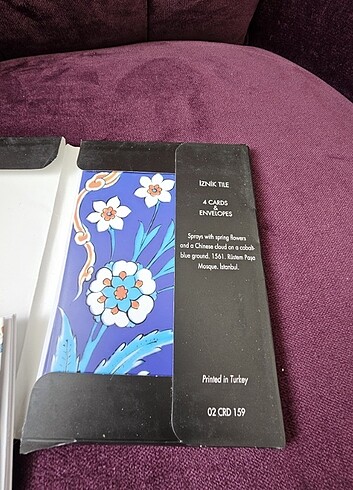 İZNİK TILE
4 CARDS
&
ENVELOPES
Sprays with spring flowers
and a Chinese cloud on a cobalt-
blue ground. 1561. Rüstem Paşa
Mosque. İstanbul.
Printed in Turkey
02 CRD 159